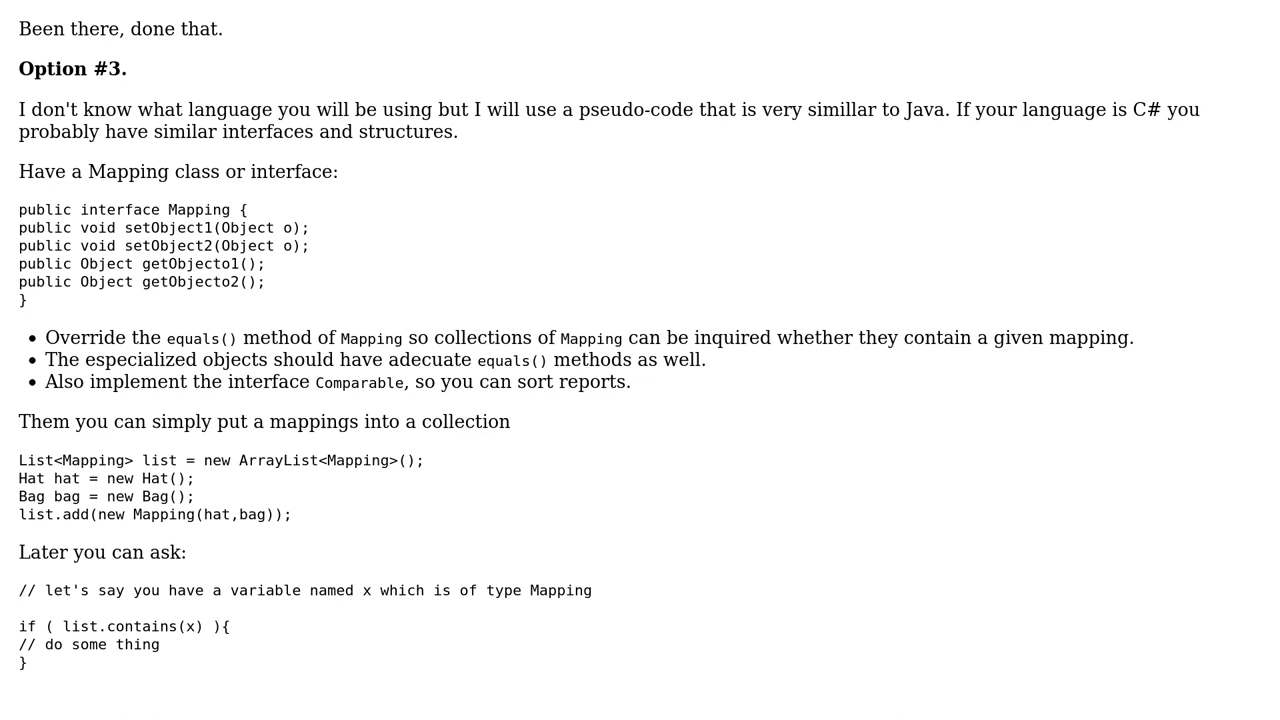 Been there, done that.
Option #3.
I don't know what language you will be using but I will use a pseudo-code that is very simillar to Java. If your language is C# you
probably have similar interfaces and structures.
Have a Mapping class or interface:
public interface Mapping {
public void setObject1(Object o);
public void setObject2(Object o);
public Object getObjecto1();
public Object getObjecto2();
}
• Override the equals() method of Mapping so collections of Mapping can be inquired whether they contain a given mapping.
• The especialized objects should have adecuate equals() methods as well.
• Also implement the interface Comparable, so you can sort reports.
Them you can simply put a mappings into a collection
List<Mapping> list = new ArrayList<Mapping>();
Hat hat = new Hat();
Bag bag = new Bag();
list.add(new Mapping(hat,bag));
Later you can ask:
// let's say you have a variable named x which is of type Mapping
if ( list.contains(x) ){
// do some thing
}